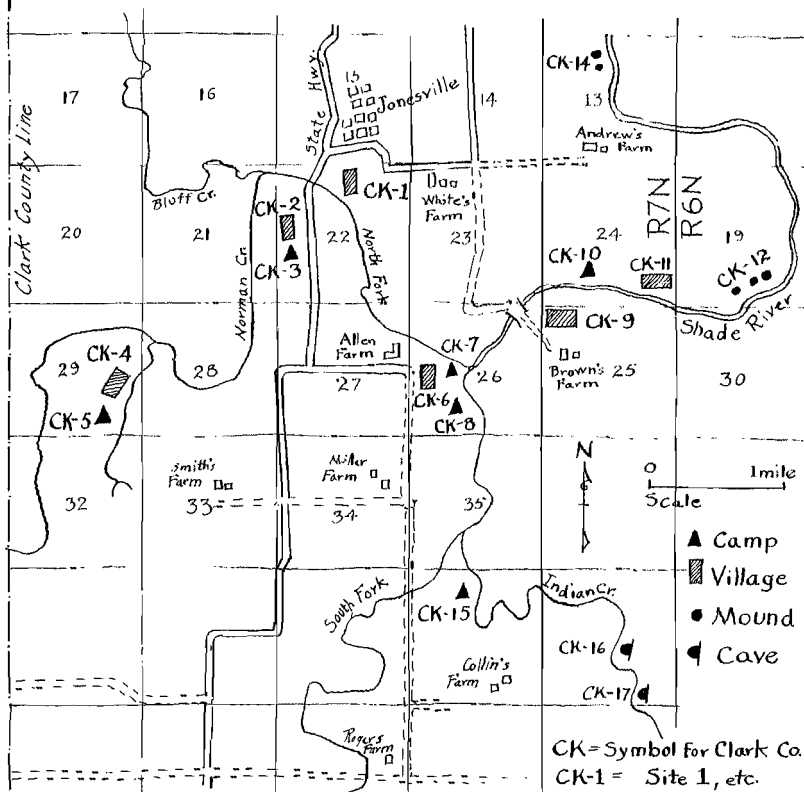 17
16
State Hwy.
15
Jonesville
14
CK-14
13
Andrew's
Farm
Clark County Line
Bluff Cr.
CK-2
CK-1
White's
Farm
R7N
R6N
20
21
22
23
24
19
CK-3
Norman Cr.
North Fork
CK-10
CK-11
CK-12
CK-9
Shade River
29
CK-4
28
Allen
Farm
CK-7
27
26
Brown's
Farm
25
30
CK-5
CK-6
CK-8
N
Smith's
Farm
Miller
Farm
0 1 mile
Scale
32
33
34
35
Camp
Village
Mound
Cave
South Fork
CK-15
Indian Cr.
CK-16
Collin's
Farm
CK-17
Roger's
Farm
CK = Symbol for Clark Co.
CK-1 = Site 1, etc.